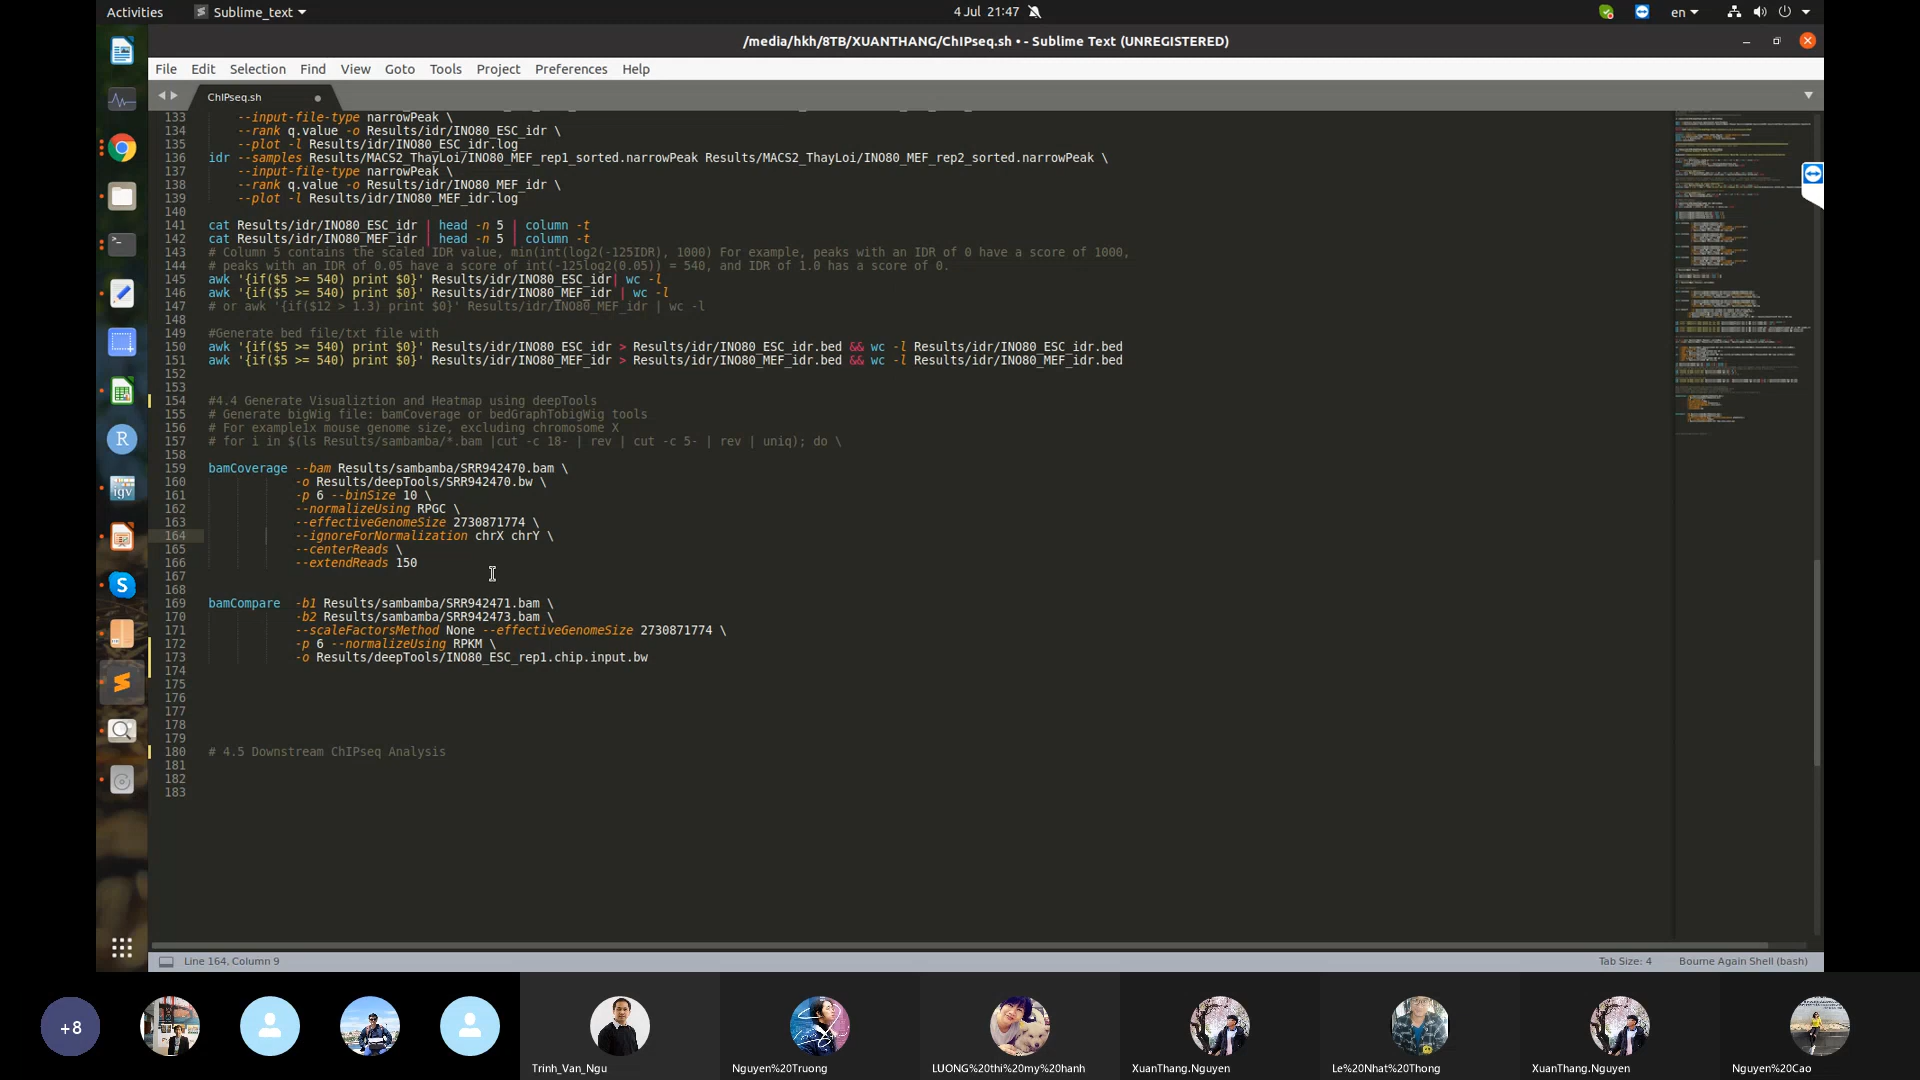 Activities
Sublime_text
4 Jul 21:47
en
/media/hkh/8TB/XUANTHANG/ChIPseq.sh • - Sublime Text (UNREGISTERED)
File Edit Selection Find View Goto Tools Project Preferences Help
ChIPseq.sh
133 --input-file-type narrowPeak \
134 --rank q.value -o Results/idr/INO80_ESC_idr \
135 --plot -l Results/idr/INO80_ESC_idr.log
136 idr --samples Results/MACS2_ThayLoi/INO80_MEF_rep1_sorted.narrowPeak Results/MACS2_ThayLoi/INO80_MEF_rep2_sorted.narrowPeak \
137 --input-file-type narrowPeak \
138 --rank q.value -o Results/idr/INO80_MEF_idr \
139 --plot -l Results/idr/INO80_MEF_idr.log
140
141 cat Results/idr/INO80_ESC_idr | head -n 5 | column -t
142 cat Results/idr/INO80_MEF_idr | head -n 5 | column -t
143 # Column 5 contains the scaled IDR value, min(int(log2(-125IDR), 1000) For example, peaks with an IDR of 0 have a score of 1000,
144 # peaks with an IDR of 0.05 have a score of int(-125log2(0.05)) = 540, and IDR of 1.0 has a score of 0.
145 awk '{if($5 >= 540) print $0}' Results/idr/INO80_ESC_idr| wc -l
146 awk '{if($5 >= 540) print $0}' Results/idr/INO80_MEF_idr | wc -l
147 # or awk '{if($12 > 1.3) print $0}' Results/idr/INO80_MEF_idr | wc -l
148
149 #Generate bed file/txt file with
150 awk '{if($5 >= 540) print $0}' Results/idr/INO80_ESC_idr > Results/idr/INO80_ESC_idr.bed && wc -l Results/idr/INO80_ESC_idr.bed
151 awk '{if($5 >= 540) print $0}' Results/idr/INO80_MEF_idr > Results/idr/INO80_MEF_idr.bed && wc -l Results/idr/INO80_MEF_idr.bed
152
153
154 #4.4 Generate Visualiztion and Heatmap using deepTools
155 # Generate bigWig file: bamCoverage or bedGraphTobigWig tools
156 # For example1x mouse genome size, excluding chromosome X
157 # for i in $(ls Results/sambamba/*.bam |cut -c 18- | rev | cut -c 5- | rev | uniq); do \
158
159 bamCoverage --bam Results/sambamba/SRR942470.bam \
160 -o Results/deepTools/SRR942470.bw \
161 -p 6 --binSize 10 \
162 --normalizeUsing RPGC \
163 --effectiveGenomeSize 2730871774 \
164 --ignoreForNormalization chrX chrY \
165 --centerReads \
166 --extendReads 150
167
168
169 bamCompare -b1 Results/sambamba/SRR942471.bam \
170 -b2 Results/sambamba/SRR942473.bam \
171 --scaleFactorsMethod None --effectiveGenomeSize 2730871774 \
172 -p 6 --normalizeUsing RPKM \
173 -o Results/deepTools/INO80_ESC_rep1.chip.input.bw
174
175
176
177
178
179
180 # 4.5 Downstream ChIPseq Analysis
181
182
183
Line 164, Column 9
Tab Size: 4
Bourne Again Shell (bash)
+8
Trinh_Van_Ngu
Nguyen%20Truong
LUONG%20thi%20my%20hanh
XuanThang.Nguyen
Le%20Nhat%20Thong
XuanThang.Nguyen
Nguyen%20Cao